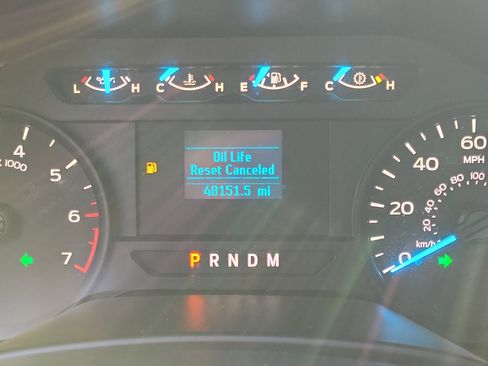 L H C H E F C H
4
x1000
5
6
7
Oil Life
Reset Canceled
48151.5 mi
P R N D M
60
MPH
40
20
0
100
80
60
40
20
0
km/h